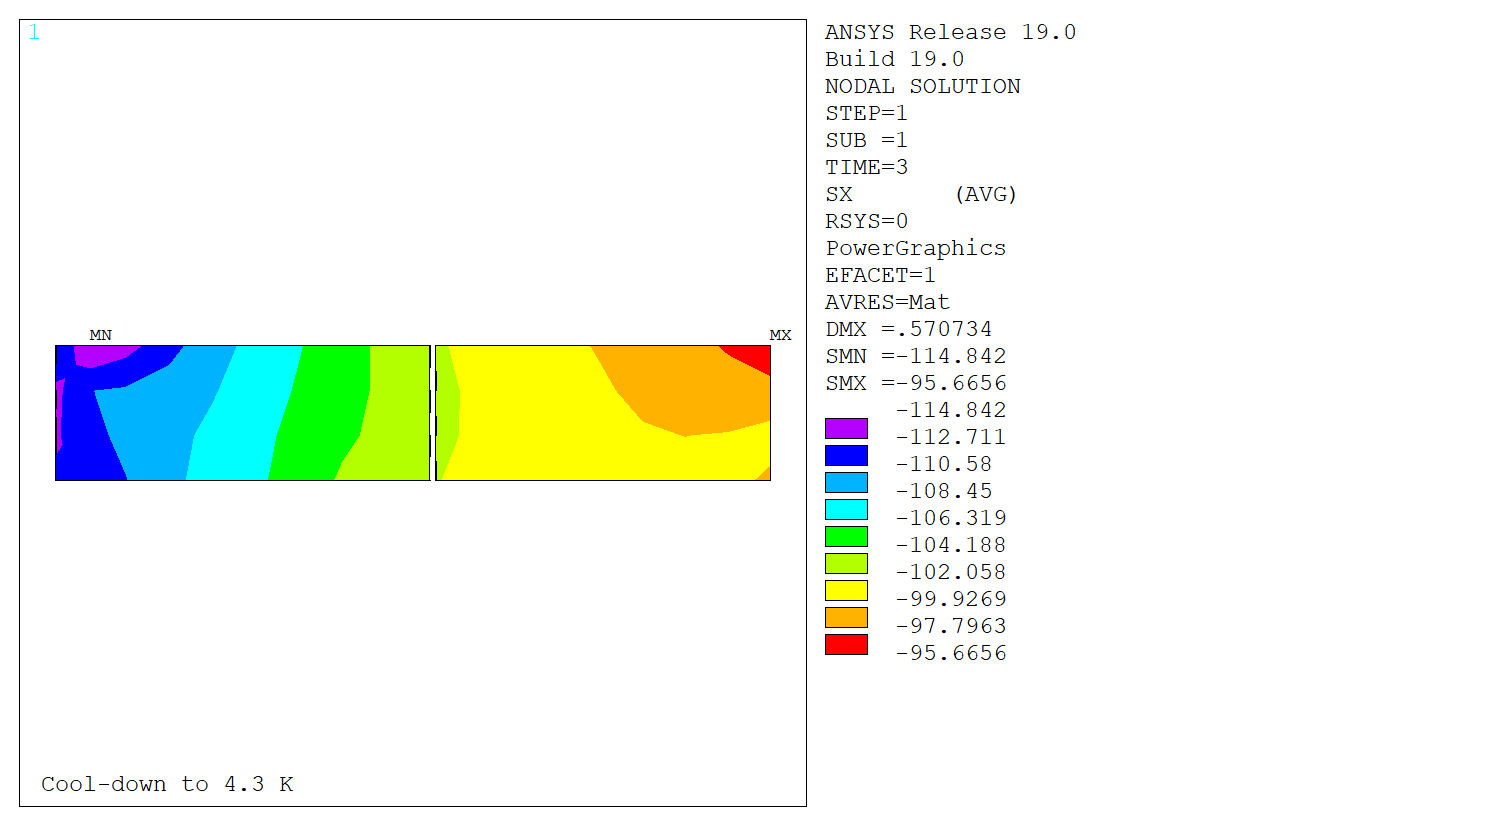 1
ANSYS Release 19.0
Build 19.0
NODAL SOLUTION
STEP=1
SUB =1
TIME=3
SX (AVG)
RSYS=0
PowerGraphics
EFACET=1
AVRES=Mat
DMX =.570734
SMN =-114.842
SMX =-95.6656
-114.842
-112.711
-110.58
-108.45
-106.319
-104.188
-102.058
-99.9269
-97.7963
-95.6656
MN
MX
Cool-down to 4.3 K